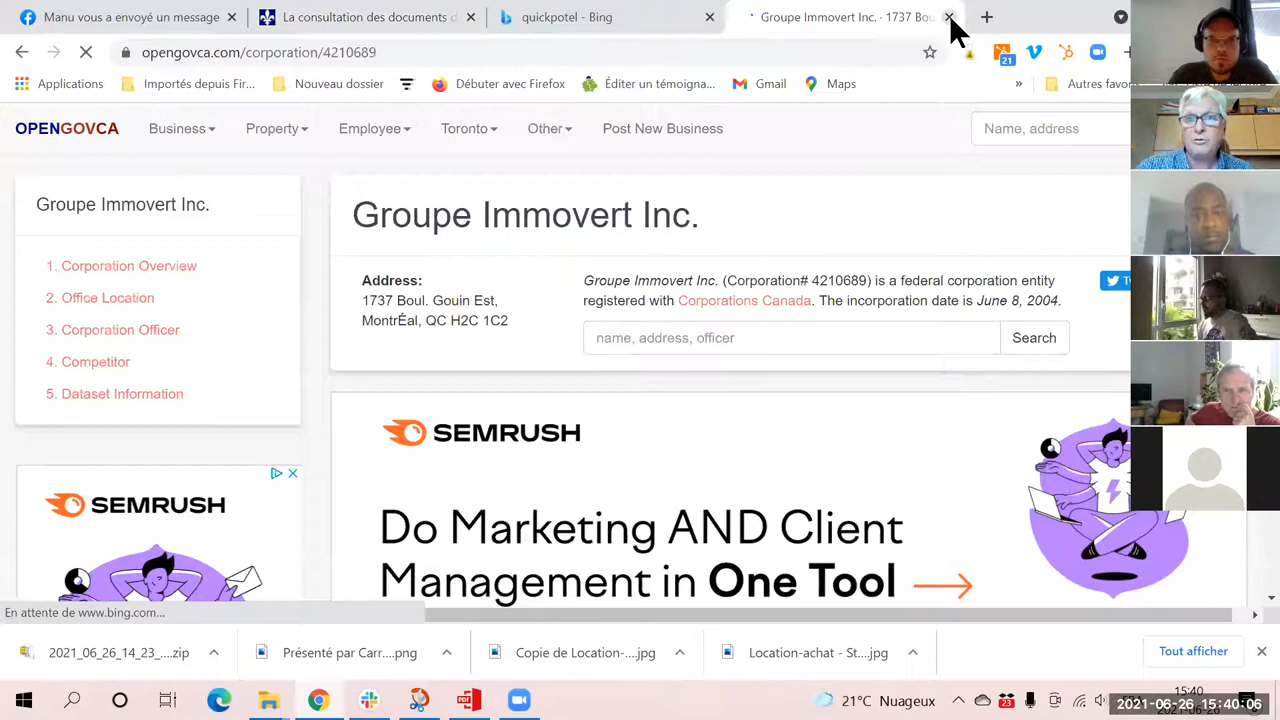 Manu vous a envoyé un message
La consultation des documents d
quickpotel - Bing
Groupe Immovert Inc. · 1737 Bou
opengovca.com/corporation/4210689
21
Applications
Importés depuis Fir...
Nouveau dossier
Débuter avec Firefox
Éditer un témoigna...
Gmail
Maps
»
Autres favoris
OPENGOVCA
Business
Property
Employee
Toronto
Other
Post New Business
Name, address
Groupe Immovert Inc.
1. Corporation Overview
2. Office Location
3. Corporation Officer
4. Competitor
5. Dataset Information
Groupe Immovert Inc.
Address:
1737 Boul. Gouin Est,
MontrÉal, QC H2C 1C2
Groupe Immovert Inc. (Corporation# 4210689) is a federal corporation entity
registered with Corporations Canada. The incorporation date is June 8, 2004.
name, address, officer
Search
SEMRUSH
SEMRUSH
Do Marketing AND Client
Management in One Tool
En attente de www.bing.com...
2021_06_26_14_23_....zip
Présenté par Carr....png
Copie de Location-....jpg
Location-achat - St....jpg
Tout afficher
21°C Nuageux
23
15:40
2021-06-26 15:40:06